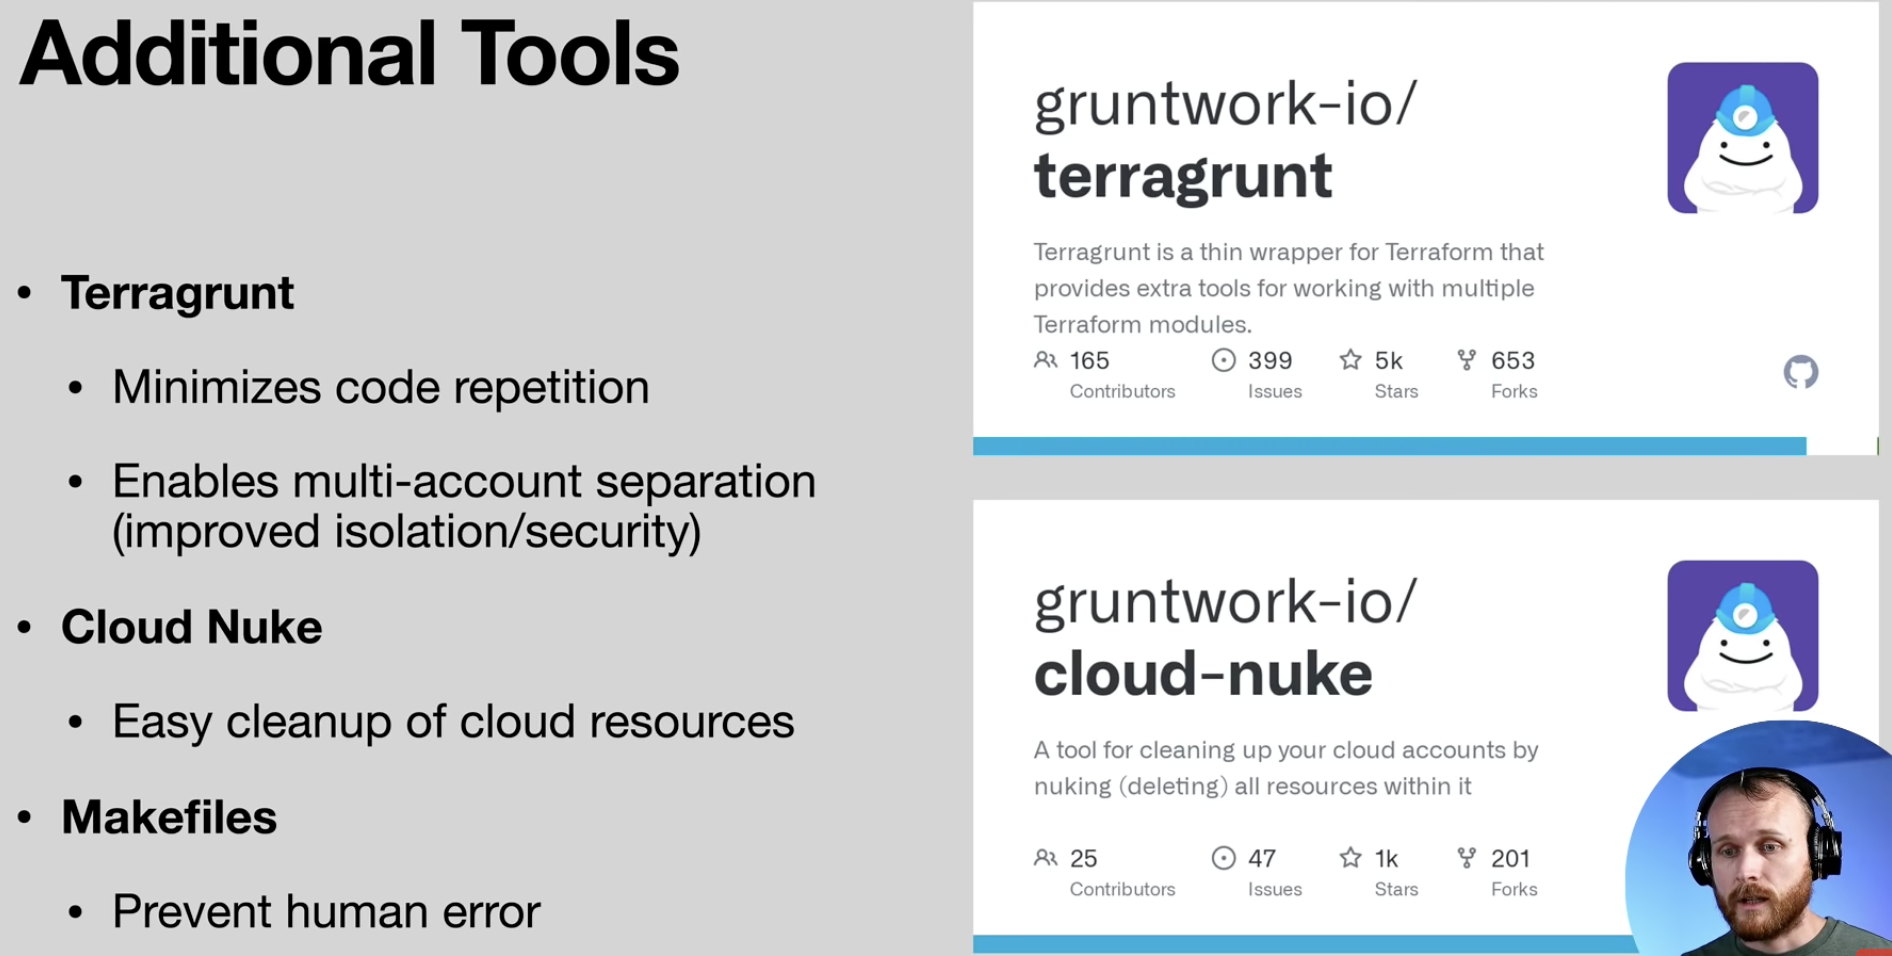 Additional Tools
• Terragrunt
• Minimizes code repetition
• Enables multi-account separation
(improved isolation/security)
• Cloud Nuke
• Easy cleanup of cloud resources
• Makefiles
• Prevent human error
gruntwork-io/
terragrunt
Terragrunt is a thin wrapper for Terraform that
provides extra tools for working with multiple
Terraform modules.
165 399 5k 653
Contributors Issues Stars Forks
gruntwork-io/
cloud-nuke
A tool for cleaning up your cloud accounts by
nuking (deleting) all resources within it
25 47 1k 201
Contributors Issues Stars Forks